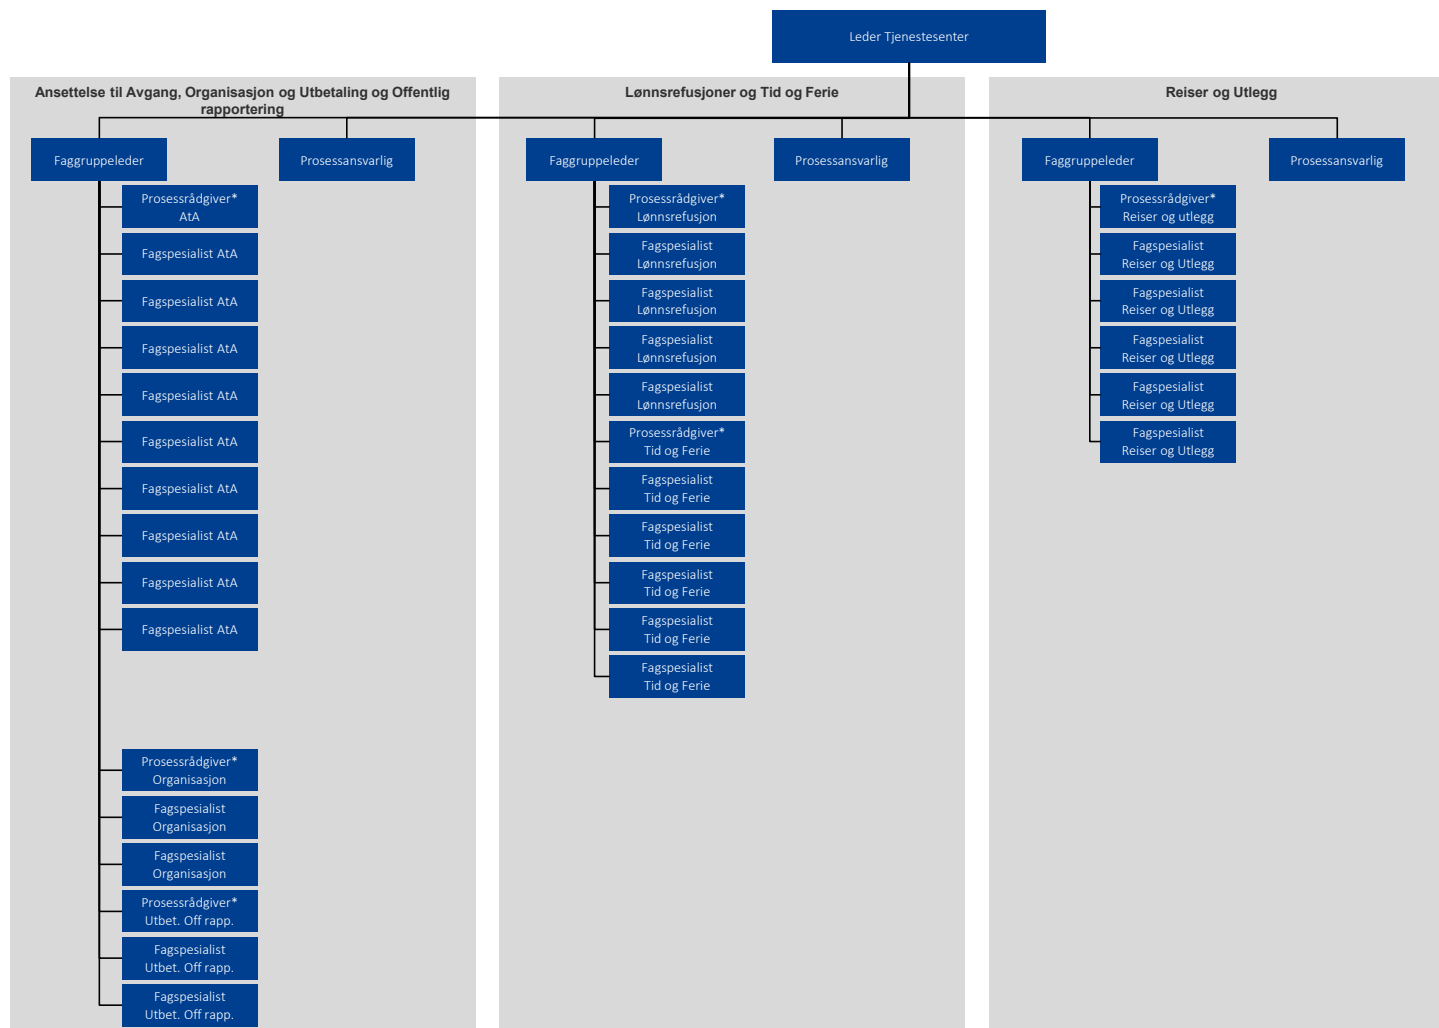 Leder Tjenestesenter
Ansettelse til Avgang, Organisasjon og Utbetaling og Offentlig
rapportering
Faggruppeleder
Prosessansvarlig
Prosessrådgiver*
AtA
Fagspesialist AtA
Fagspesialist AtA
Fagspesialist AtA
Fagspesialist AtA
Fagspesialist AtA
Fagspesialist AtA
Fagspesialist AtA
Fagspesialist AtA
Fagspesialist AtA
Prosessrådgiver*
Organisasjon
Fagspesialist
Organisasjon
Fagspesialist
Organisasjon
Prosessrådgiver*
Utbet. Off rapp.
Fagspesialist
Utbet. Off rapp.
Fagspesialist
Utbet. Off rapp.
Lønnsrefusjoner og Tid og Ferie
Faggruppeleder
Prosessansvarlig
Prosessrådgiver*
Lønnsrefusjon
Fagspesialist
Lønnsrefusjon
Fagspesialist
Lønnsrefusjon
Fagspesialist
Lønnsrefusjon
Fagspesialist
Lønnsrefusjon
Prosessrådgiver*
Tid og Ferie
Fagspesialist
Tid og Ferie
Fagspesialist
Tid og Ferie
Fagspesialist
Tid og Ferie
Fagspesialist
Tid og Ferie
Fagspesialist
Tid og Ferie
Reiser og Utlegg
Faggruppeleder
Prosessansvarlig
Prosessrådgiver*
Reiser og utlegg
Fagspesialist
Reiser og Utlegg
Fagspesialist
Reiser og Utlegg
Fagspesialist
Reiser og Utlegg
Fagspesialist
Reiser og Utlegg
Fagspesialist
Reiser og Utlegg